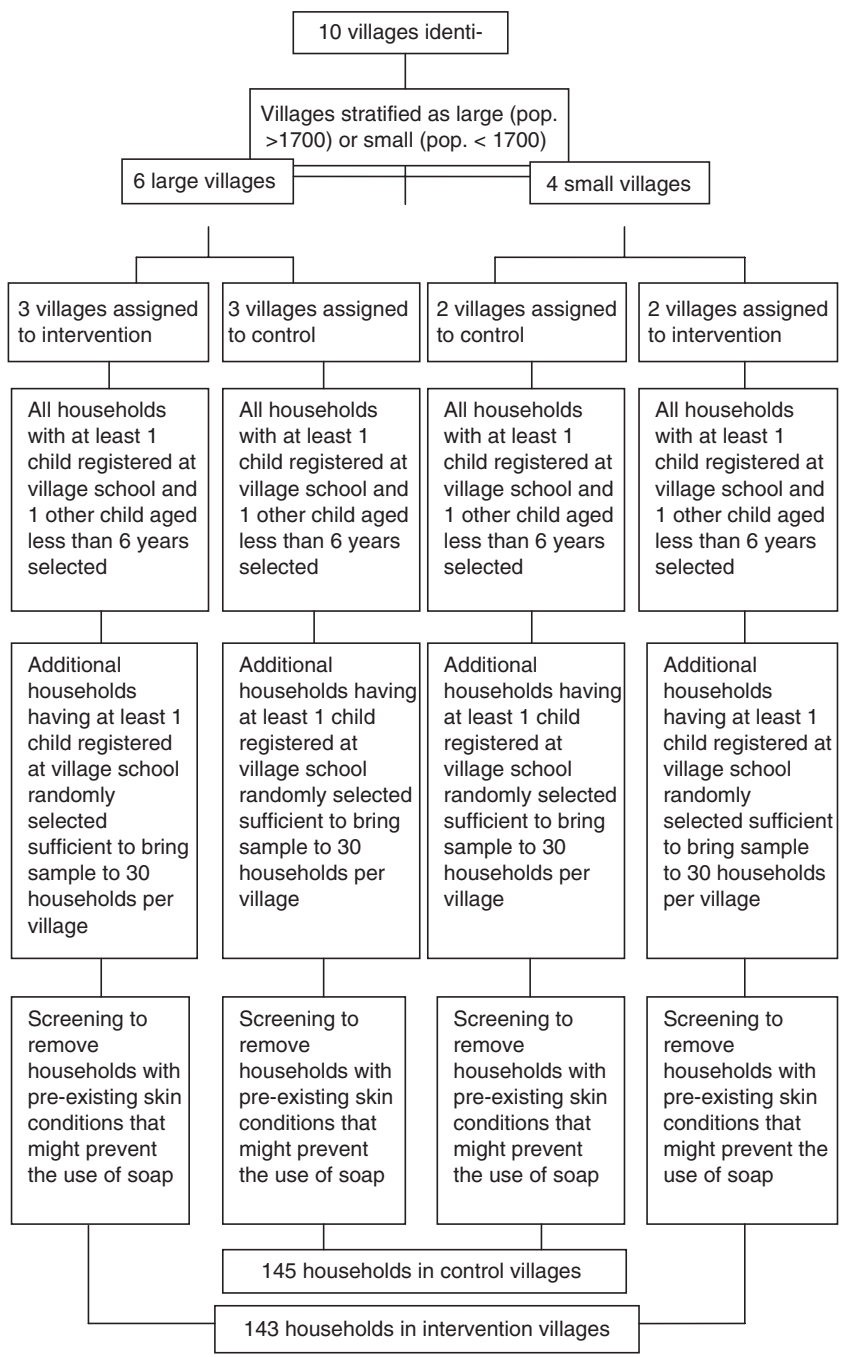 10 villages identi-
Villages stratified as large (pop.
>1700) or small (pop. < 1700)
6 large villages
4 small villages
3 villages assigned
to intervention
3 villages assigned
to control
2 villages assigned
to control
2 villages assigned
to intervention
All households
with at least 1
child registered at
village school and
1 other child aged
less than 6 years
selected
All households
with at least 1
child registered at
village school and
1 other child aged
less than 6 years
selected
All households
with at least 1
child registered at
village school and
1 other child aged
less than 6 years
selected
All households
with at least 1
child registered at
village school and
1 other child aged
less than 6 years
selected
Additional
households
having at least 1
child registered
at village school
randomly
selected
sufficient to bring
sample to 30
households per
village
Additional
households having
at least 1 child
registered at
village school
randomly selected
sufficient to bring
sample to 30
households per
village
Additional
households having
at least 1 child
registered at
village school
randomly selected
sufficient to bring
sample to 30
households per
village
Additional
households
having at least 1
child registered at
village school
randomly
selected sufficient
to bring sample
to 30 households
per village
Screening to
remove
households with
pre-existing skin
conditions that
might prevent
the use of soap
Screening to
remove
households with
pre-existing skin
conditions that
might prevent
the use of soap
Screening to
remove
households with
pre-existing skin
conditions that
might prevent
the use of soap
Screening to
remove
households with
pre-existing skin
conditions that
might prevent the
use of soap
145 households in control villages
143 households in intervention villages